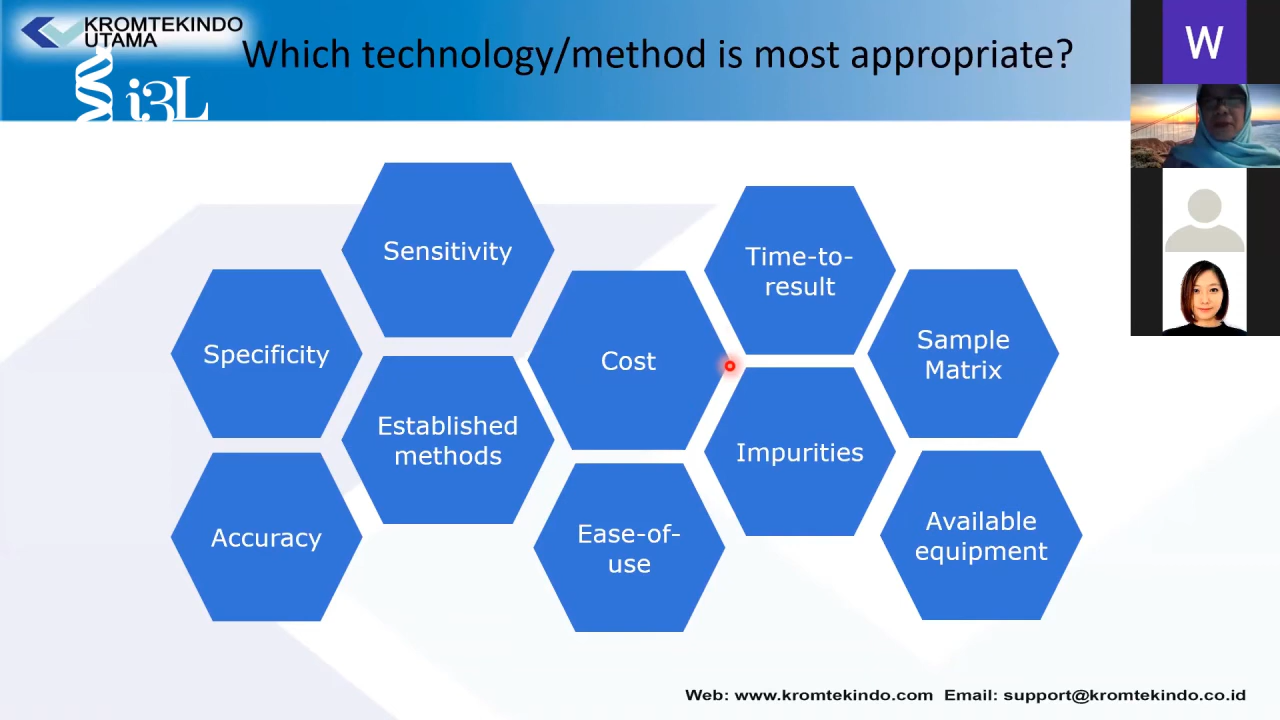 KROMTEKINDO
UTAMA
i3L
Which technology/method is most appropriate?
W
Sensitivity
Time-to-
result
Specificity
Cost
Sample
Matrix
Established
methods
Impurities
Accuracy
Ease-of-
use
Available
equipment
Web: www.kromtekindo.com Email: support@kromtekindo.co.id